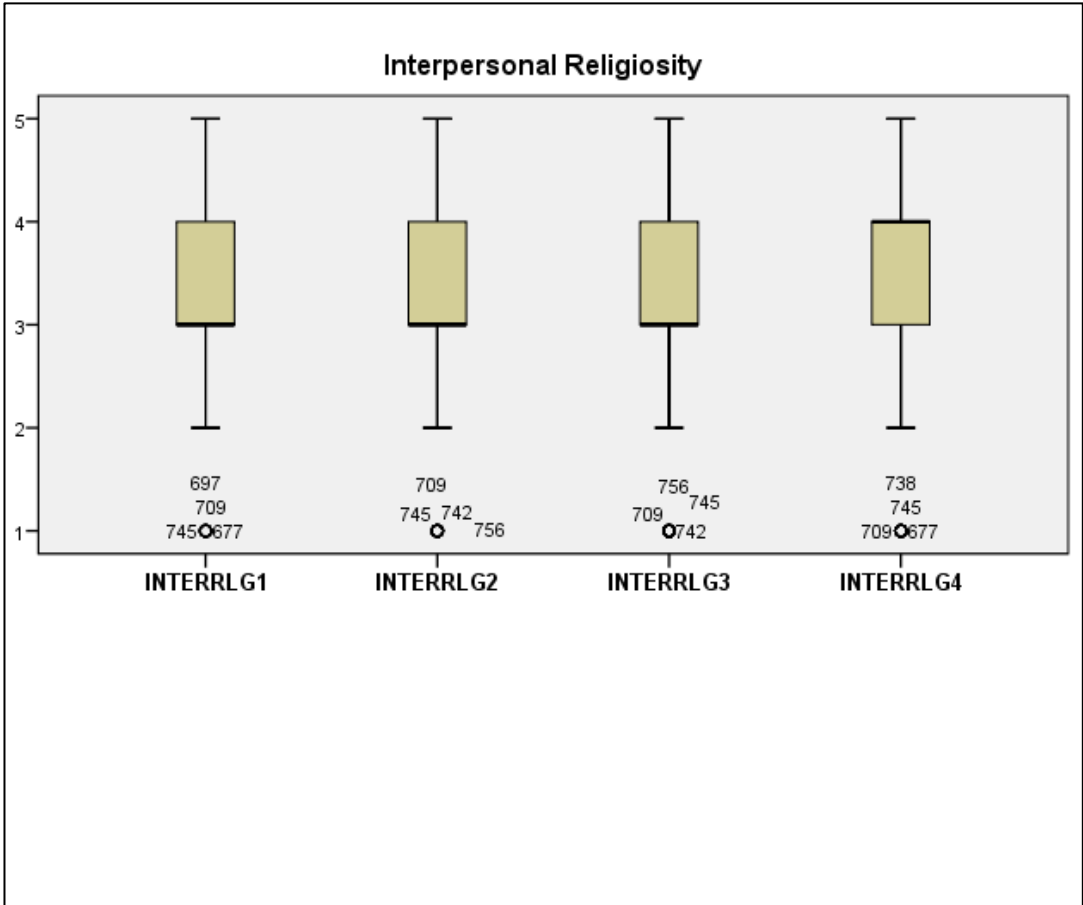 Interpersonal Religiosity
5
4
3
2
697 709 756 738
709 745 742 709 745 745
745 677 756 742 709 677
1
INTERRLG1 INTERRLG2 INTERRLG3 INTERRLG4